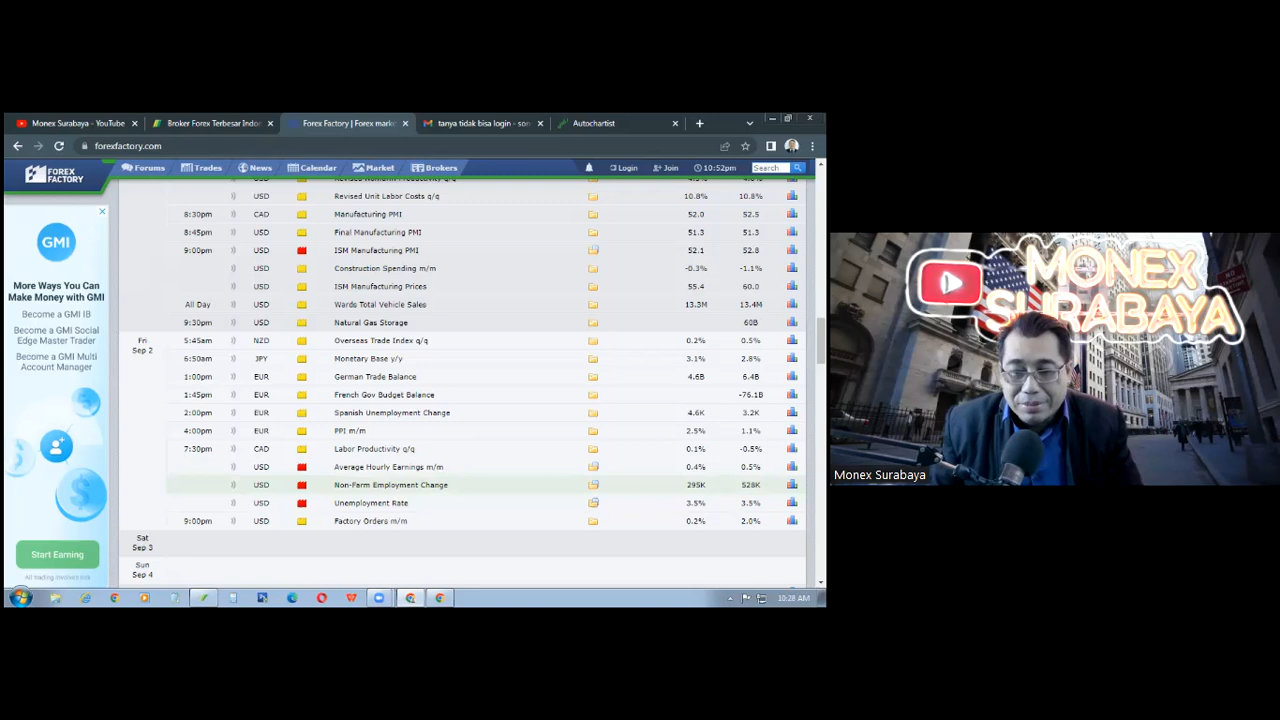 Monex Surabaya - YouTube
Broker Forex Terbesar Indon
Forex Factory | Forex marke
tanya tidak bisa login - son
Autochartist
forexfactory.com
FOREX FACTORY
Forums Trades News Calendar Market Brokers Login Join 10:52pm Search
10.8% 10.8%
USD Revised Unit Labor Costs q/q
8:30pm CAD Manufacturing PMI 52.0 52.5
8:45pm USD Final Manufacturing PMI 51.3 51.3
9:00pm USD ISM Manufacturing PMI 52.1 52.8
USD Construction Spending m/m -0.3% -1.1%
USD ISM Manufacturing Prices 55.4 60.0
All Day USD Wards Total Vehicle Sales 13.3M 13.4M
9:30pm USD Natural Gas Storage 60B
Fri Sep 2
5:45am NZD Overseas Trade Index q/q 0.2% 0.5%
6:50am JPY Monetary Base y/y 3.1% 2.8%
1:00pm EUR German Trade Balance 4.6B 6.4B
1:45pm EUR French Gov Budget Balance -76.1B
2:00pm EUR Spanish Unemployment Change 4.6K 3.2K
4:00pm EUR PPI m/m 2.5% 1.1%
7:30pm CAD Labor Productivity q/q 0.1% -0.5%
USD Average Hourly Earnings m/m 0.4% 0.5%
USD Non-Farm Employment Change 295K 528K
USD Unemployment Rate 3.5% 3.5%
9:00pm USD Factory Orders m/m 0.2% 2.0%
Sat
Sep 3
Sun
Sep 4
GMI
More Ways You Can
Make Money with GMI
Become a GMI IB
Become a GMI Social
Edge Master Trader
Become a GMI Multi
Account Manager
Start Earning
All trading involves risk
10:28 AM
MONEX
SURABAYA
Monex Surabaya